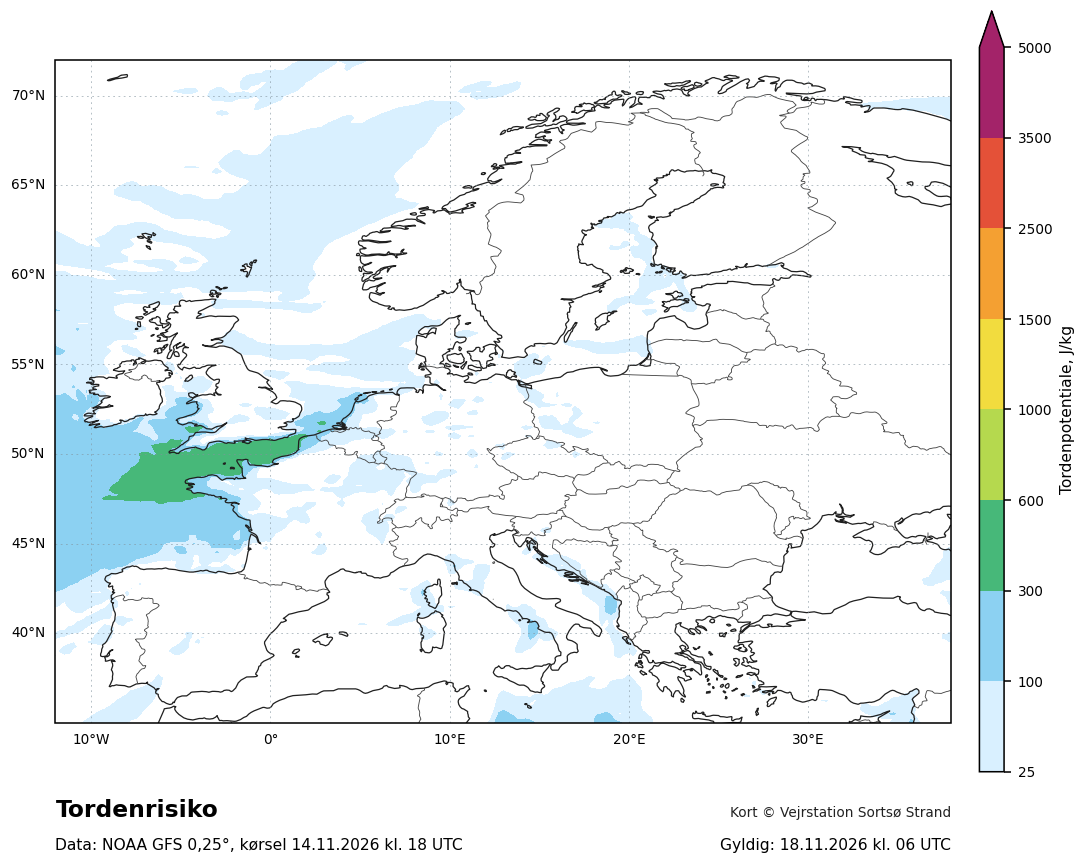 70°N
65°N
60°N
55°N
50°N
45°N
40°N
10°W
0°
10°E
20°E
30°E
5000
3500
2500
1500
1000
600
300
100
25
Tordenpotentiale, J/kg
Tordenrisiko
Kort © Vejrstation Sortsø Strand
Data: NOAA GFS 0,25°, kørsel 14.11.2026 kl. 18 UTC
Gyldig: 18.11.2026 kl. 06 UTC